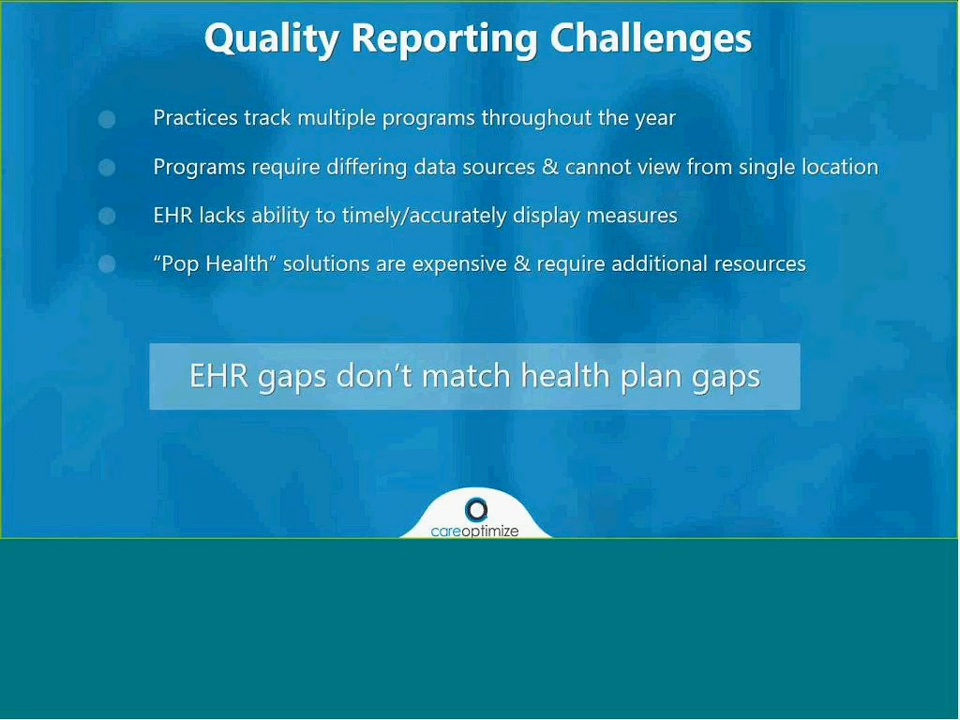 Quality Reporting Challenges
Practices track multiple programs throughout the year
Programs require differing data sources & cannot view from single location
EHR lacks ability to timely/accurately display measures
“Pop Health” solutions are expensive & require additional resources
EHR gaps don’t match health plan gaps
careoptimize